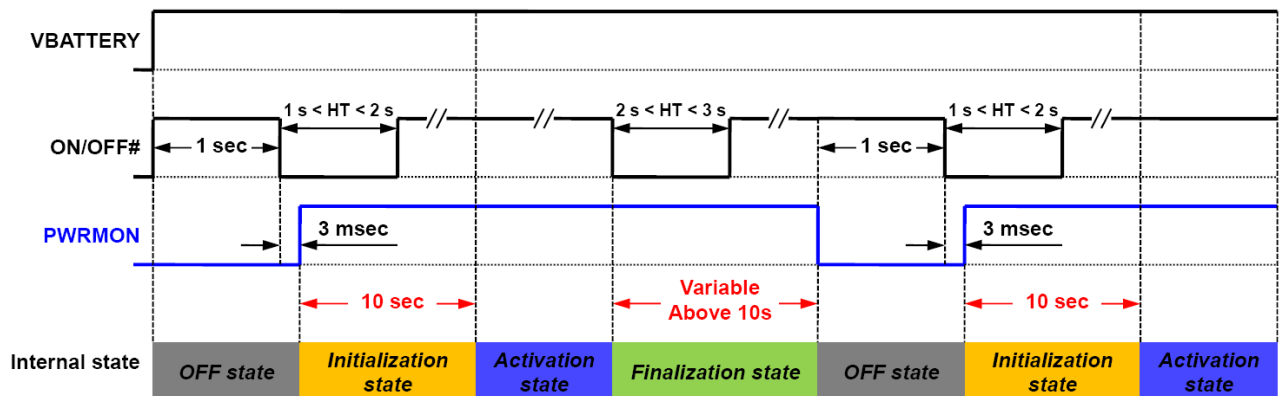 VBATTERY
1 s < HT < 2 s
2 s < HT < 3 s
1 s < HT < 2 s
ON/OFF#
1 sec
1 sec
PWRMON
3 msec
3 msec
10 sec
Variable
Above 10s
10 sec
Internal state
OFF state
Initialization
state
Activation
state
Finalization state
OFF state
Initialization
state
Activation
state